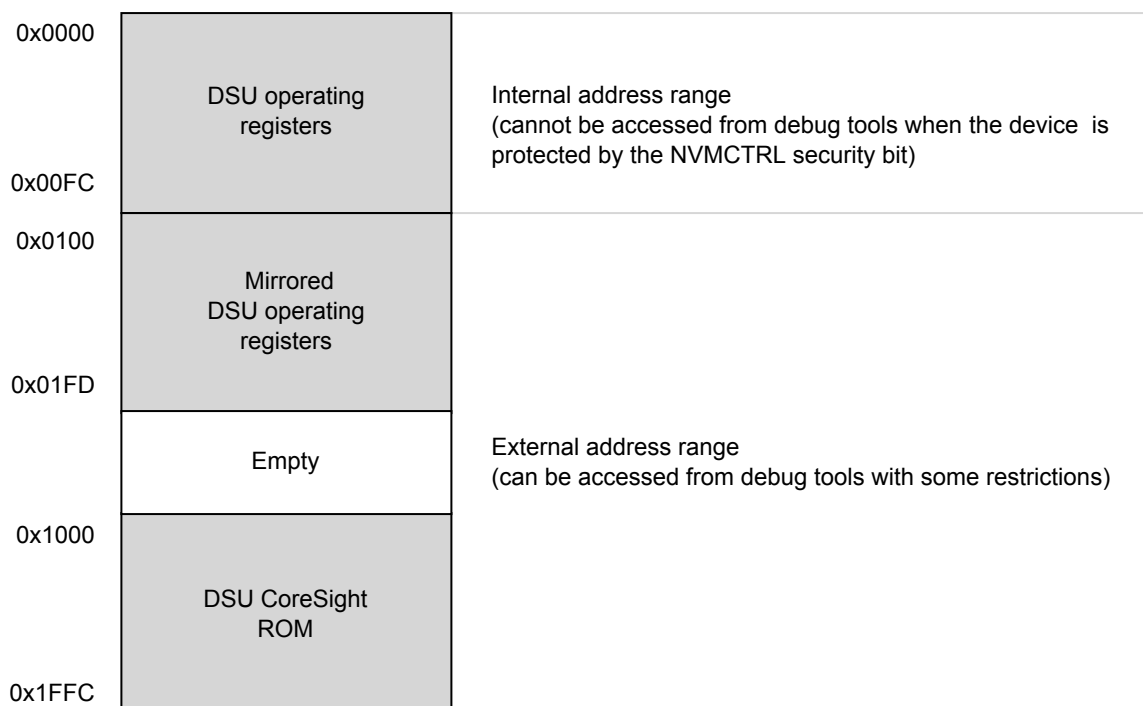 0x0000
DSU operating
registers
Internal address range
(cannot be accessed from debug tools when the device is
protected by the NVMCTRL security bit)
0x00FC
0x0100
Mirrored
DSU operating
registers
0x01FD
Empty
External address range
(can be accessed from debug tools with some restrictions)
0x1000
DSU CoreSight
ROM
0x1FFC